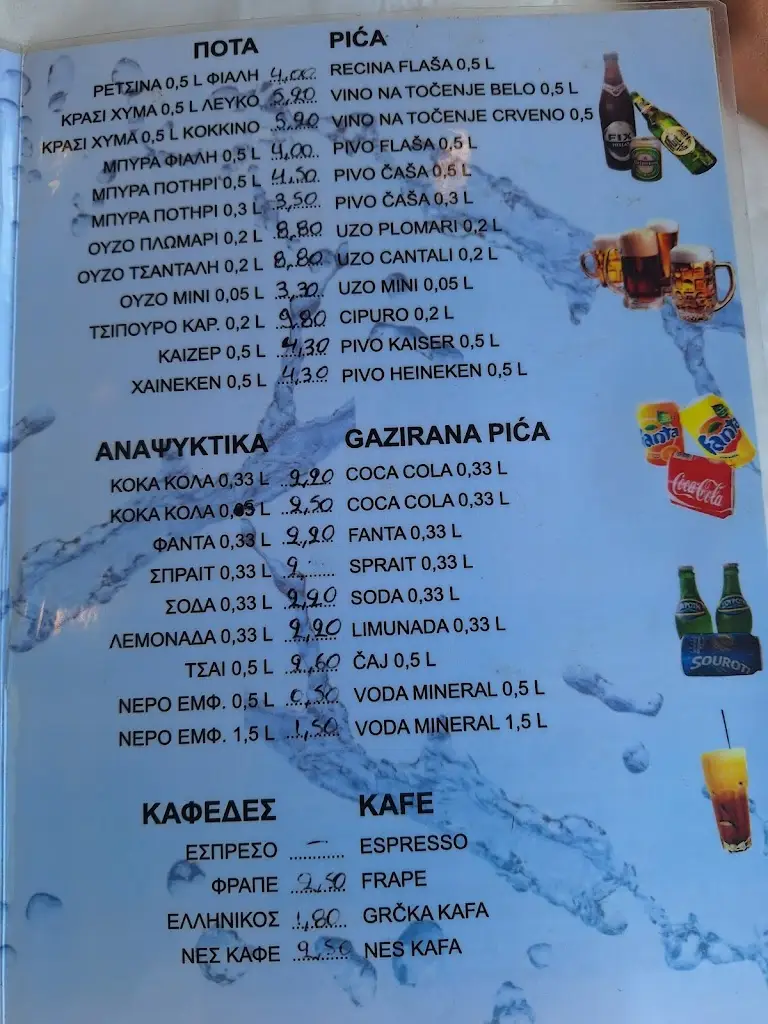 ΠΟΤΑ PIĆA
ΡΕΤΣΙΝΑ 0,5 L ΦΙΑΛΗ 4,00 RECINA FLAŠA 0,5 L
ΚΡΑΣΙ ΧΥΜΑ 0,5 L ΛΕΥΚΟ 5,20 VINO NA TOČENJE BELO 0,5 L
ΚΡΑΣΙ ΧΥΜΑ 0,5 L ΚΟΚΚΙΝΟ 5,20 VINO NA TOČENJE CRVENO 0,5
ΜΠΥΡΑ ΦΙΑΛΗ 0,5 L 4,00 PIVO FLAŠA 0,5 L
ΜΠΥΡΑ ΠΟΤΗΡΙ 0,5 L 4,50 PIVO ČAŠA 0,5 L
ΜΠΥΡΑ ΠΟΤΗΡΙ 0,3 L 3,50 PIVO ČAŠA 0,3 L
ΟΥΖΟ ΠΛΩΜΑΡΙ 0,2 L 8,80 UZO PLOMARI 0,2 L
ΟΥΖΟ ΤΣΑΝΤΑΛΗ 0,2 L 8,80 UZO CANTALI 0,2 L
ΟΥΖΟ ΜΙΝΙ 0,05 L 3,30 UZO MINI 0,05 L
ΤΣΙΠΟΥΡΟ ΚΑΡ. 0,2 L 9,80 CIPURO 0,2 L
ΚΑΙΖΕΡ 0,5 L 4,30 PIVO KAISER 0,5 L
ΧΑΙΝΕΚΕΝ 0,5 L 4,30 PIVO HEINEKEN 0,5 L
ΑΝΑΨΥΚΤΙΚΑ GAZIRANA PIĆA
ΚΟΚΑ ΚΟΛΑ 0,33 L 2,20 COCA COLA 0,33 L
ΚΟΚΑ ΚΟΛΑ 0,5 L 2,50 COCA COLA 0,33 L
ΦΑΝΤΑ 0,33 L 2,20 FANTA 0,33 L
ΣΠΡΑΙΤ 0,33 L 2 SPRAIT 0,33 L
ΣΟΔΑ 0,33 L 2,20 SODA 0,33 L
ΛΕΜΟΝΑΔΑ 0,33 L 2,20 LIMUNADA 0,33 L
ΤΣΑΙ 0,5 L 2,60 ČAJ 0,5 L
ΝΕΡΟ ΕΜΦ. 0,5 L 0,50 VODA MINERAL 0,5 L
ΝΕΡΟ ΕΜΦ. 1,5 L 1,50 VODA MINERAL 1,5 L
ΚΑΦΕΔΕΣ KAFE
ΕΣΠΡΕΣΟ – ESPRESSO
ΦΡΑΠΕ 2,50 FRAPE
ΕΛΛΗΝΙΚΟΣ 1,80 GRČKA KAFA
ΝΕΣ ΚΑΦΕ 2,50 NES KAFA
FIX
Fanta
Fanta
Coca-Cola
SOUROTI